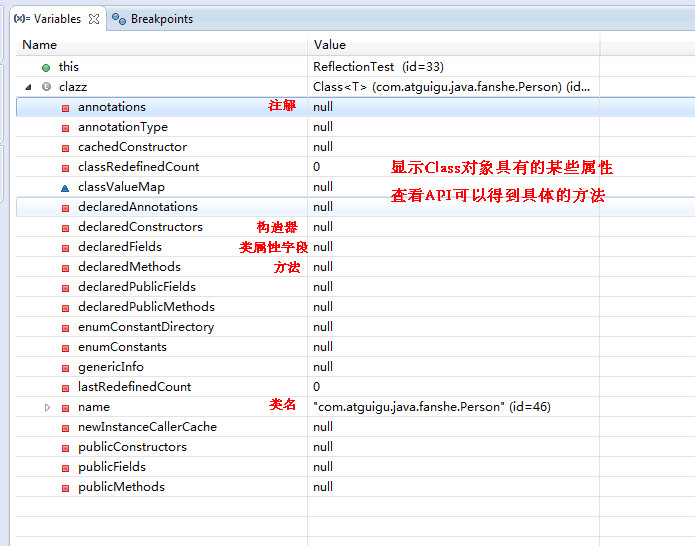 (x)= Variables Breakpoints
Name Value
this ReflectionTest (id=33)
clazz Class<T> (com.atguigu.java.fanshe.Person) (id...
annotations 注解 null
annotationType null
cachedConstructor null
classRedefinedCount 0 显示Class对象具有的某些属性
classValueMap null 查看API可以得到具体的方法
declaredAnnotations null
declaredConstructors 构造器 null
declaredFields 类属性字段 null
declaredMethods 方法 null
declaredPublicFields null
declaredPublicMethods null
enumConstantDirectory null
enumConstants null
genericInfo null
lastRedefinedCount 0
name 类名 "com.atguigu.java.fanshe.Person" (id=46)
newInstanceCallerCache null
publicConstructors null
publicFields null
publicMethods null